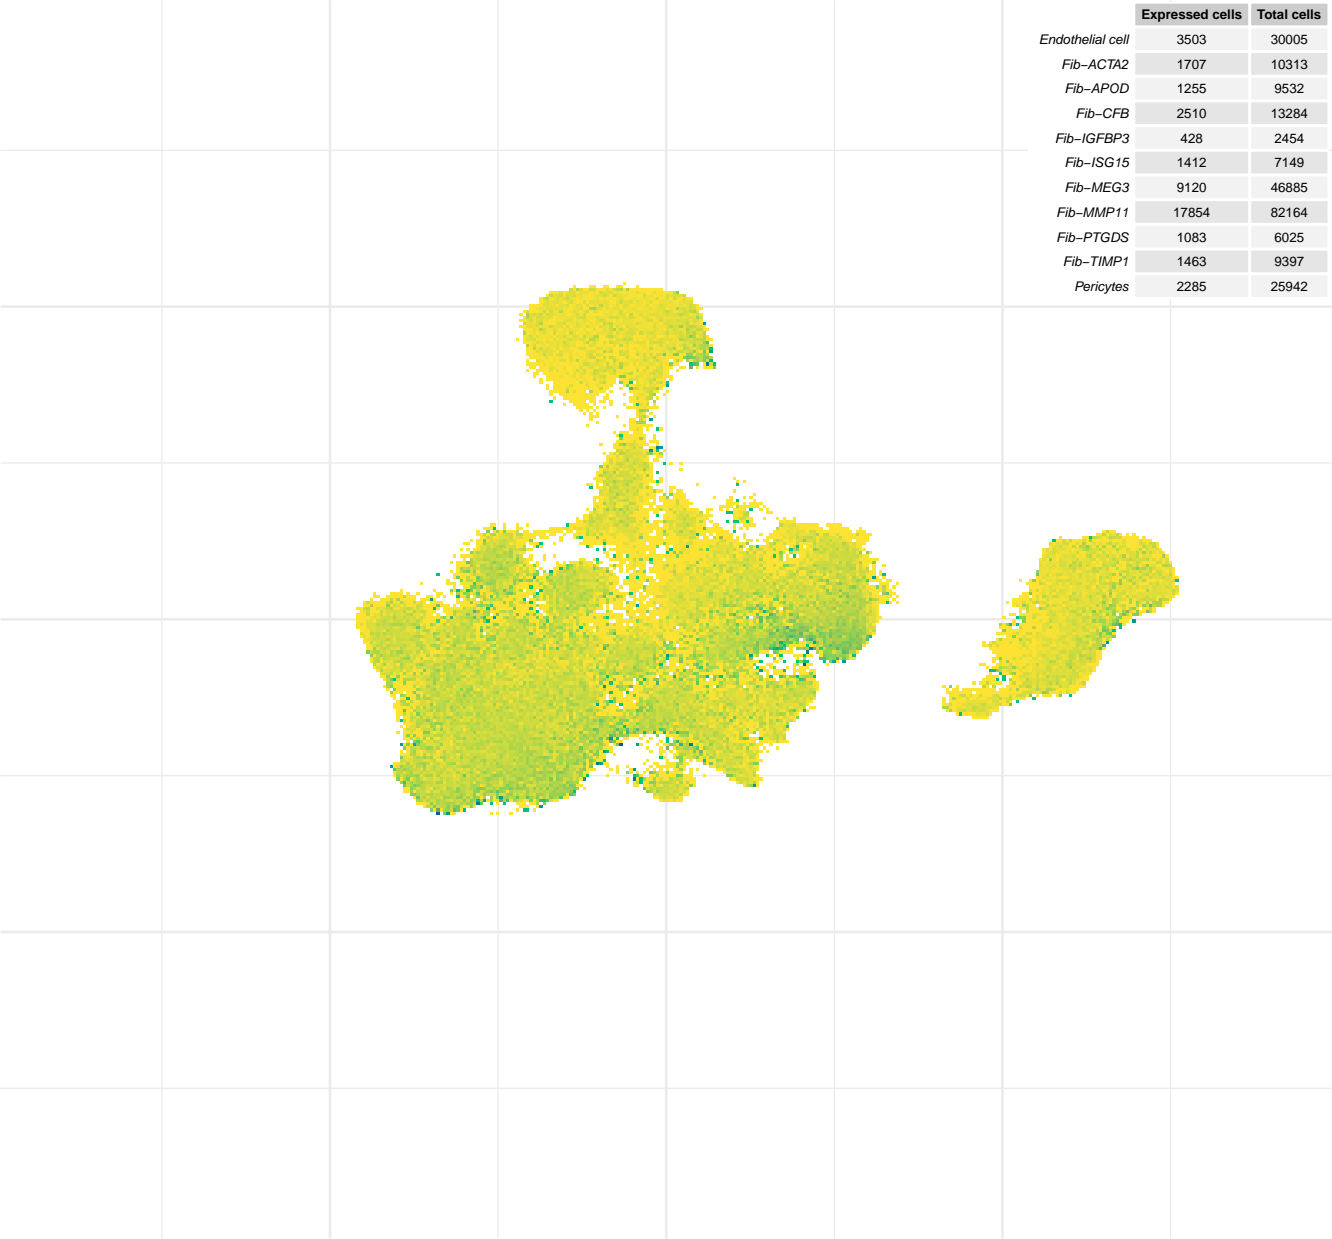 Expressed cells Total cells
Endothelial cell 3503 30005
Fib−ACTA2 1707 10313
Fib−APOD 1255 9532
Fib−CFB 2510 13284
Fib−IGFBP3 428 2454
Fib−ISG15 1412 7149
Fib−MEG3 9120 46885
Fib−MMP11 17854 82164
Fib−PTGDS 1083 6025
Fib−TIMP1 1463 9397
Pericytes 2285 25942